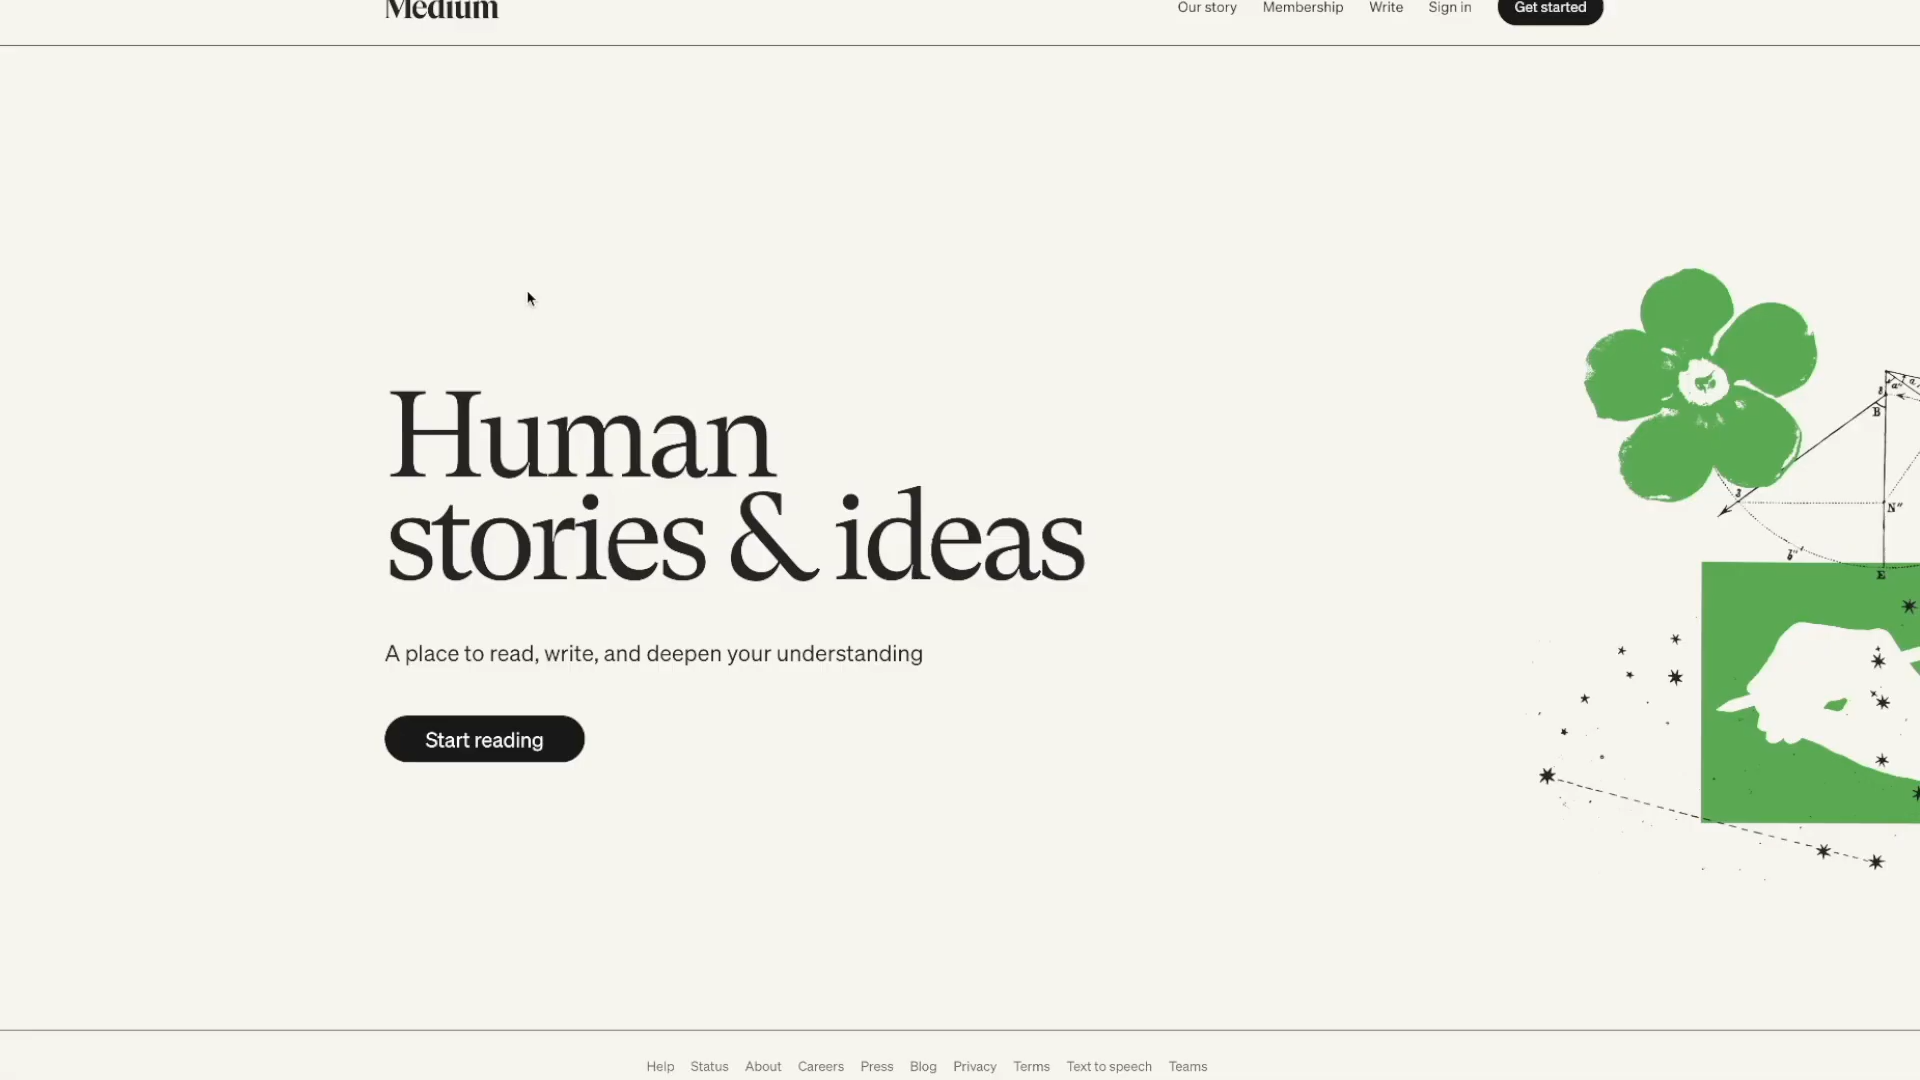 Medium
Our story Membership Write Sign in Get started
Human
stories & ideas
A place to read, write, and deepen your understanding
Start reading
B
N"
E
Help Status About Careers Press Blog Privacy Terms Text to speech Teams